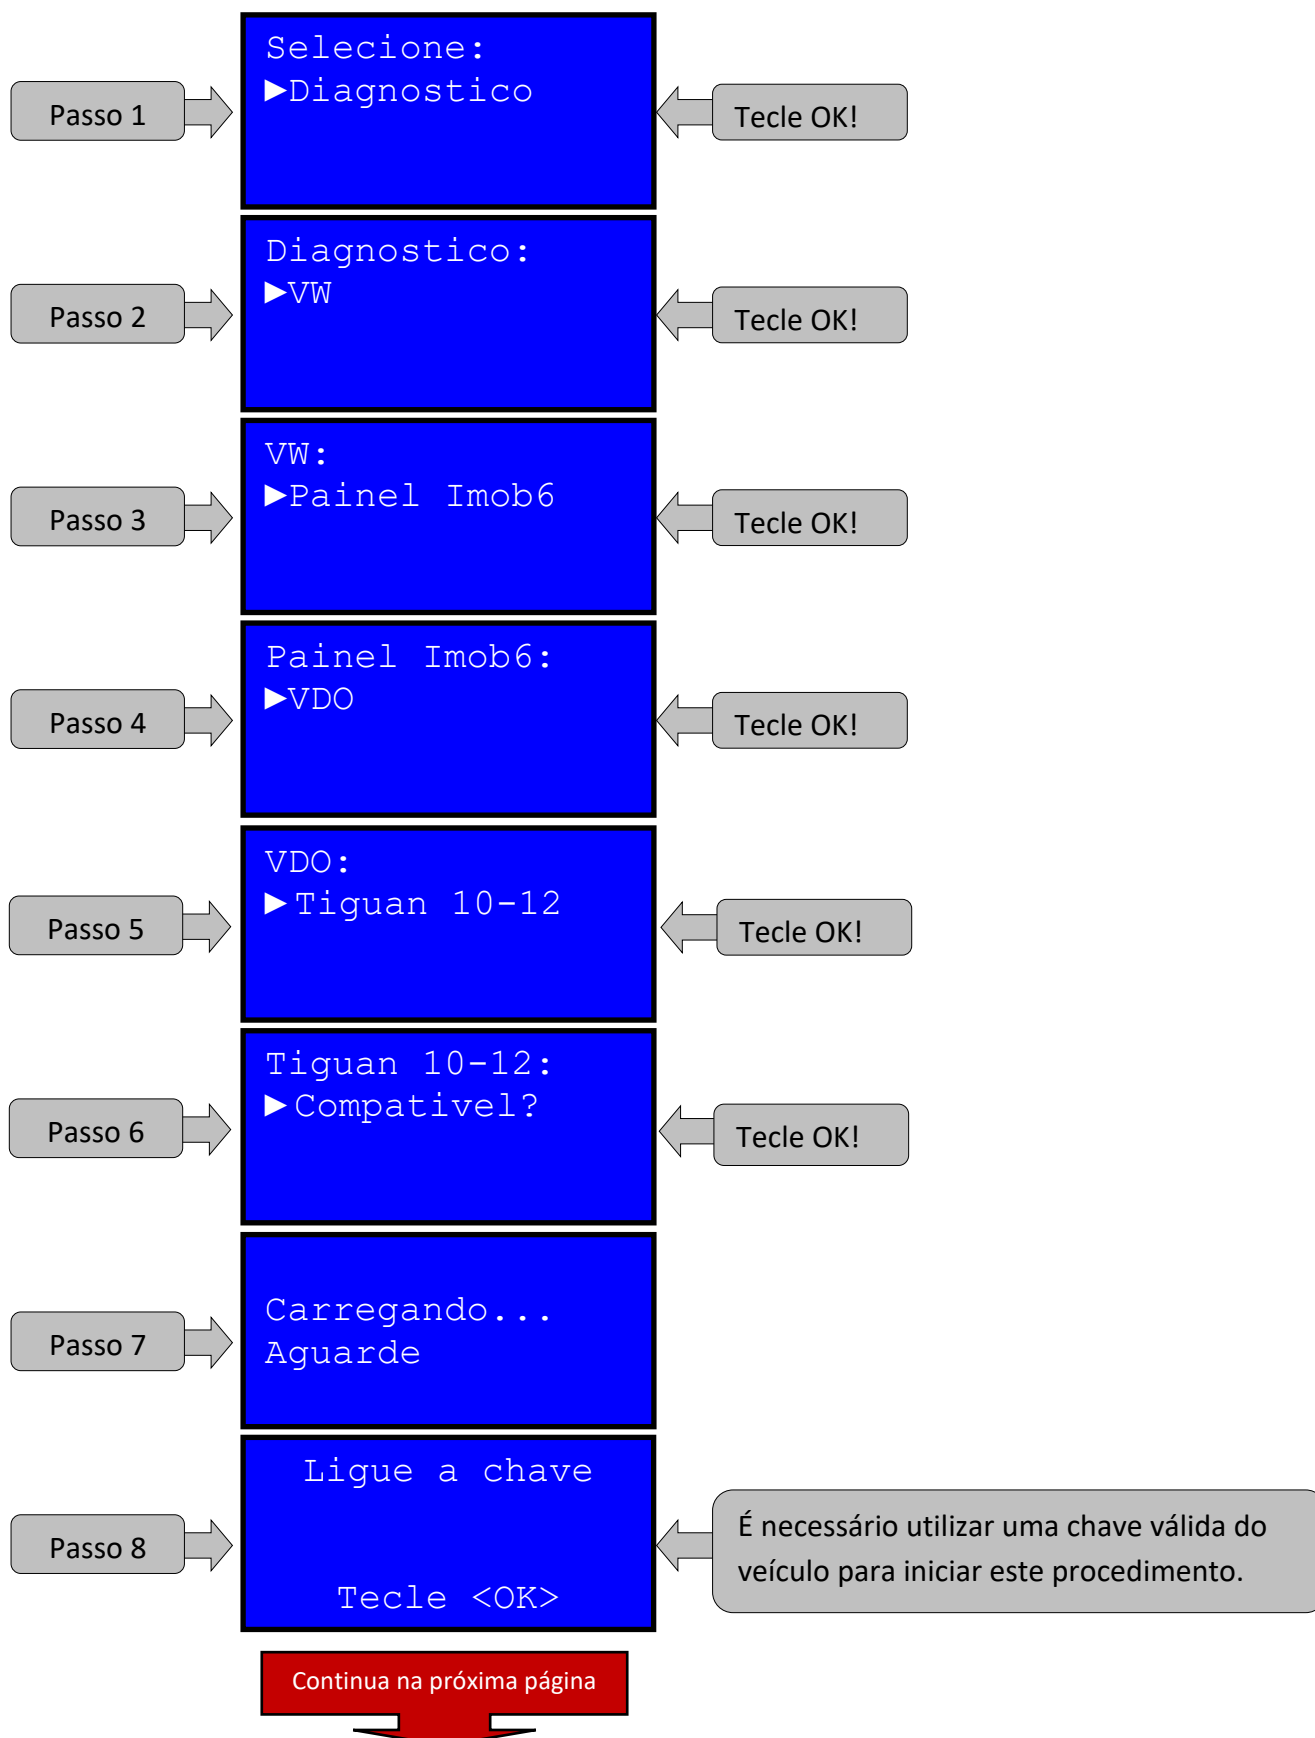 Selecione:
►Diagnostico
Passo 1
Tecle OK!
Diagnostico:
►VW
Passo 2
Tecle OK!
VW:
►Painel Imob6
Passo 3
Tecle OK!
Painel Imob6:
►VDO
Passo 4
Tecle OK!
VDO:
►Tiguan 10-12
Passo 5
Tecle OK!
Tiguan 10-12:
►Compativel?
Passo 6
Tecle OK!
Carregando...
Aguarde
Passo 7
Ligue a chave
Tecle <OK>
Passo 8
É necessário utilizar uma chave válida do
veículo para iniciar este procedimento.
Continua na próxima página